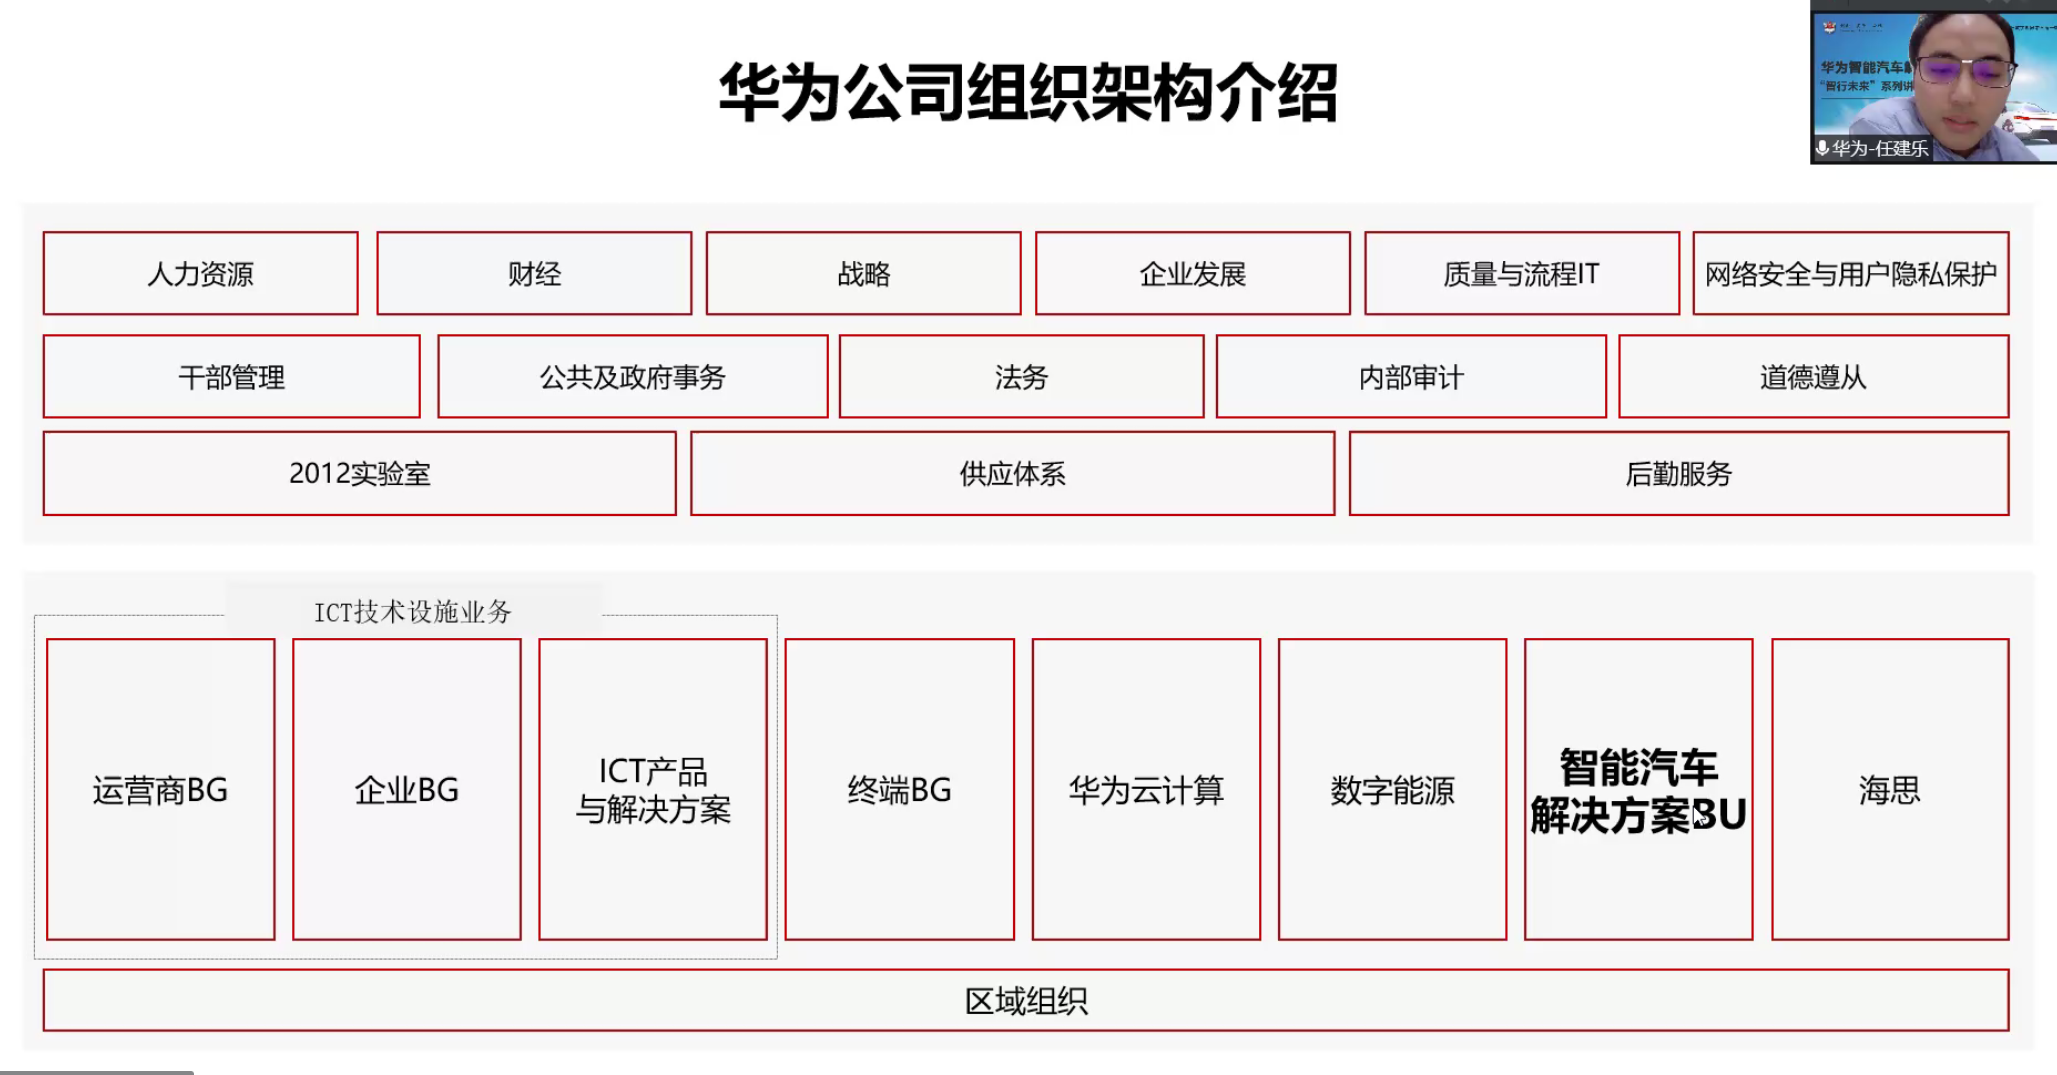 华为公司组织架构介绍
华为智能汽车
“智行未来”系列讲
华为-任建乐
人力资源
财经
战略
企业发展
质量与流程IT
网络安全与用户隐私保护
干部管理
公共及政府事务
法务
内部审计
道德遵从
2012实验室
供应体系
后勤服务
ICT技术设施业务
运营商BG
企业BG
ICT产品
与解决方案
终端BG
华为云计算
数字能源
智能汽车
解决方案BU
海思
区域组织